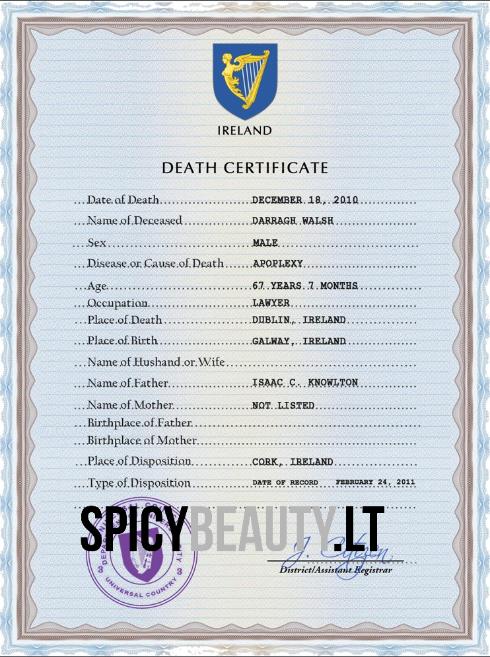 IRELAND
DEATH CERTIFICATE
Date of Death DECEMBER 18, 2010
Name of Deceased DARRAGH WALSH
Sex MALE
Disease or Cause of Death APOPLEXY
Age 67 YEARS 7 MONTHS
Occupation LAWYER
Place of Death DUBLIN, IRELAND
Place of Birth GALWAY, IRELAND
Name of Husband or Wife
Name of Father ISAAC C. KNOWLTON
Name of Mother NOT LISTED
Birthplace of Father
Birthplace of Mother
Place of Disposition CORK, IRELAND
Type of Disposition DATE OF RECORD FEBRUARY 24, 2011
SPICYBEAUTY.LT
UNIVERSAL COUNTRY
District/Assistant Registrar